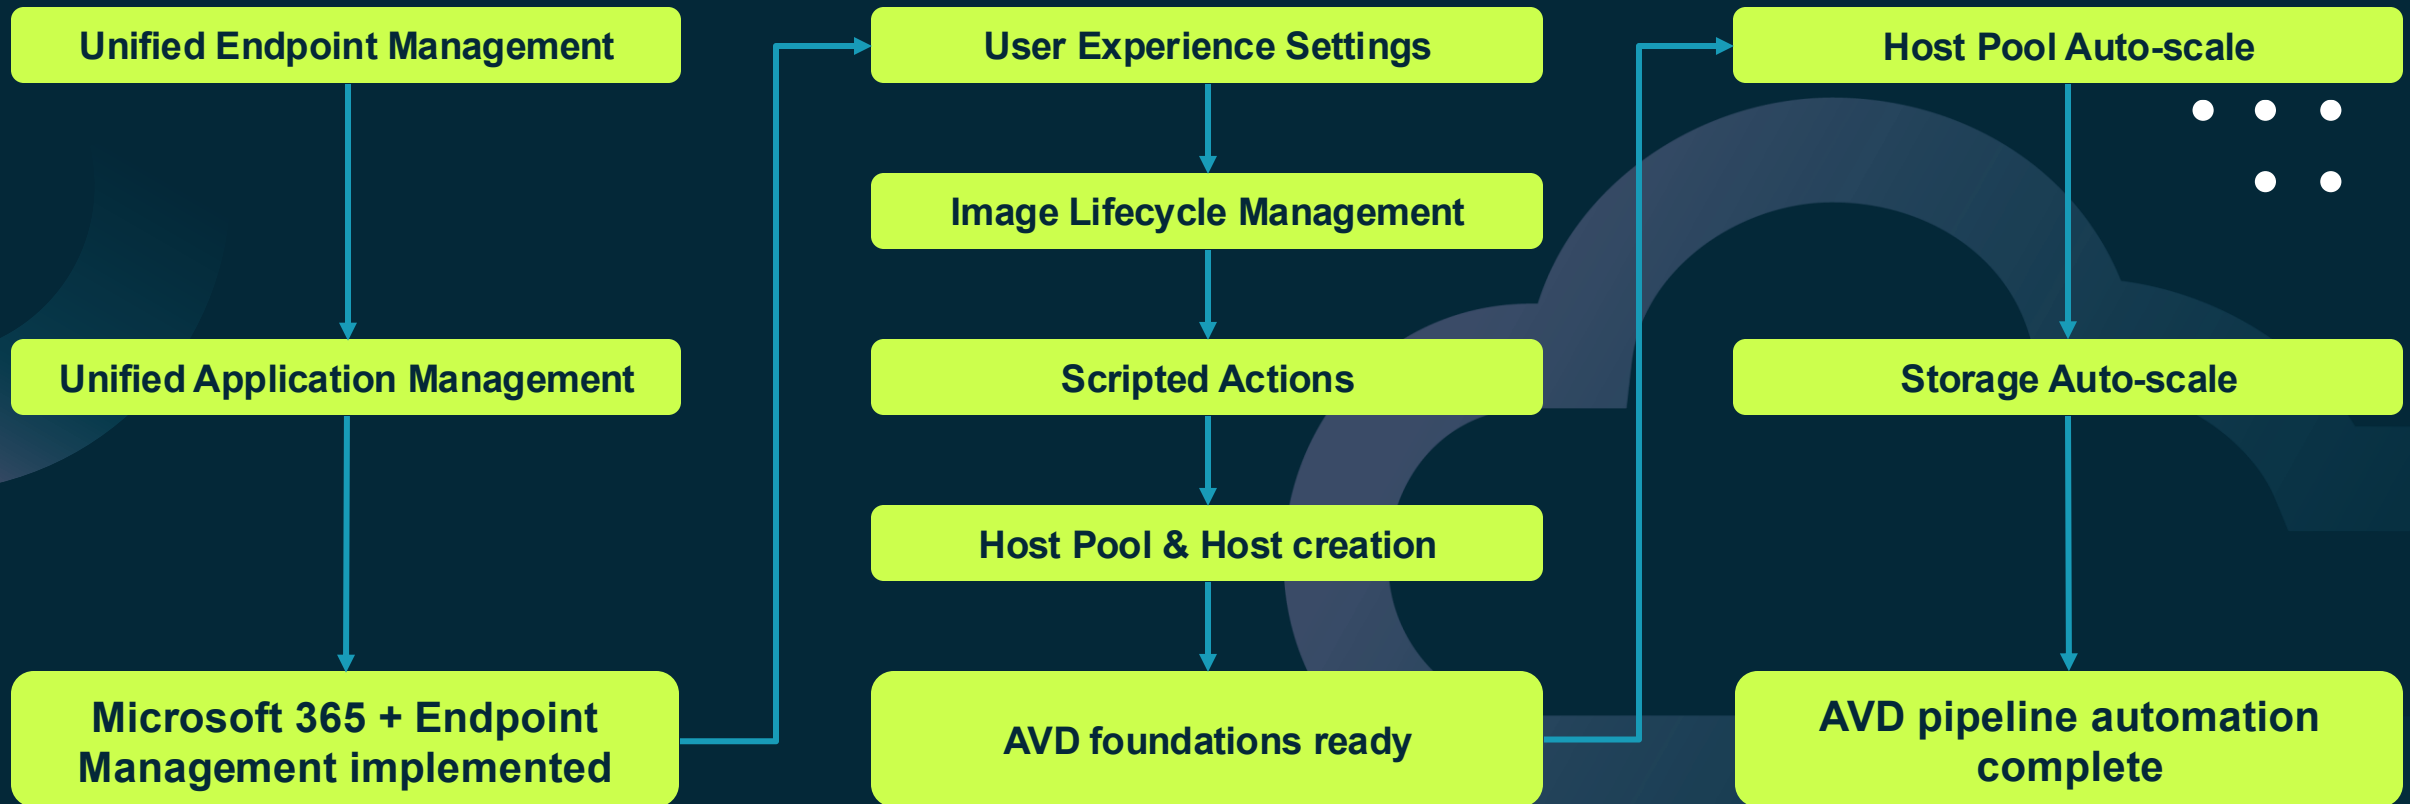 Unified Endpoint Management
Unified Application Management
Microsoft 365 + Endpoint
Management implemented
User Experience Settings
Image Lifecycle Management
Scripted Actions
Host Pool & Host creation
AVD foundations ready
Host Pool Auto-scale
Storage Auto-scale
AVD pipeline automation
complete